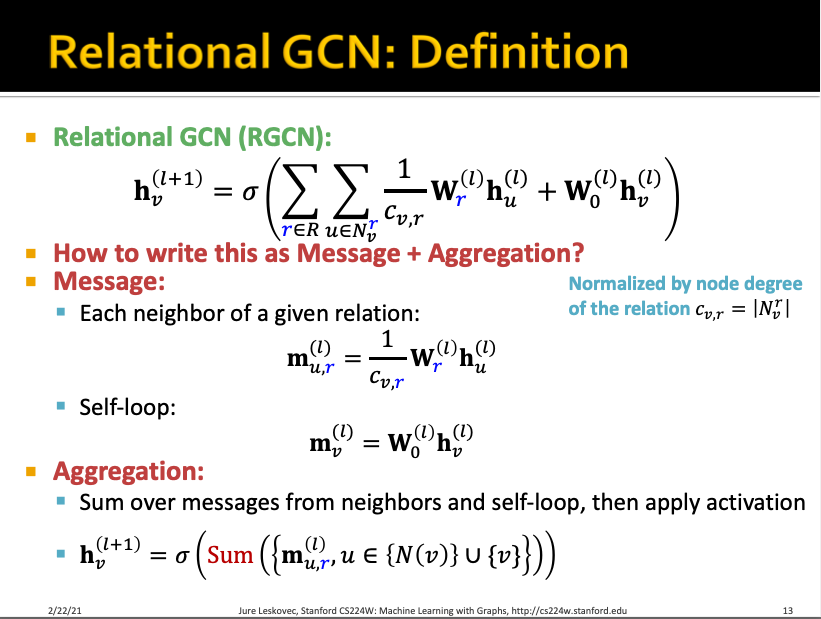 Relational GCN: Definition
Relational GCN (RGCN):
$\mathbf{h}_v^{(l+1)} = \sigma\left(\sum_{r \in R} \sum_{u \in N_v^r} \frac{1}{c_{v,r}} \mathbf{W}_r^{(l)} \mathbf{h}_u^{(l)} + \mathbf{W}_0^{(l)} \mathbf{h}_v^{(l)}\right)$
How to write this as Message + Aggregation?
Message:
Normalized by node degree
of the relation $c_{v,r} = |N_v^r|$
Each neighbor of a given relation:
$\mathbf{m}_{u,r}^{(l)} = \frac{1}{c_{v,r}} \mathbf{W}_r^{(l)} \mathbf{h}_u^{(l)}$
Self-loop:
$\mathbf{m}_v^{(l)} = \mathbf{W}_0^{(l)} \mathbf{h}_v^{(l)}$
Aggregation:
Sum over messages from neighbors and self-loop, then apply activation
$\mathbf{h}_v^{(l+1)} = \sigma\left(\text{Sum}\left(\left\{\mathbf{m}_{u,r}^{(l)}, u \in \{N(v)\} \cup \{v\}\right\}\right)\right)$
2/22/21
Jure Leskovec, Stanford CS224W: Machine Learning with Graphs, http://cs224w.stanford.edu
13